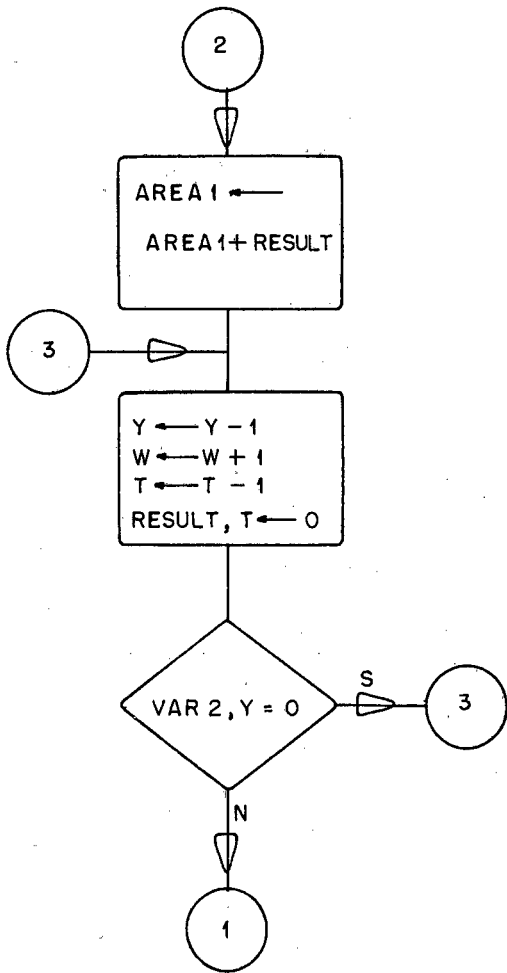 2
AREA1 ←
AREA1+RESULT
3
Y ← Y - 1
W ← W + 1
T ← T - 1
RESULT, T ← 0
VAR 2, Y = 0
S
3
N
1